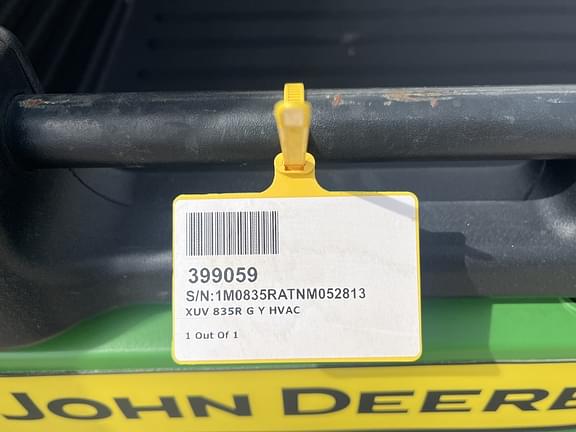 399059
S/N:1M0835RATNM052813
XUV 835R G Y HVAC
1 Out Of 1
JOHN DEERE